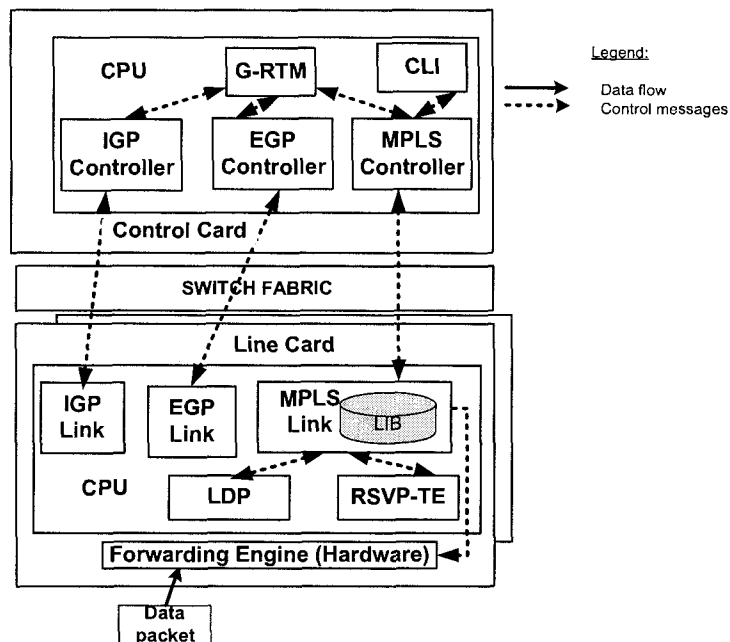 CPU
G-RTM
CLI
IGP
Controller
EGP
Controller
MPLS
Controller
Control Card
Legend:
Data flow
Control messages
SWITCH FABRIC
Line Card
IGP
Link
EGP
Link
MPLS
Link
LIB
CPU
LDP
RSVP-TE
Forwarding Engine (Hardware)
Data
packet